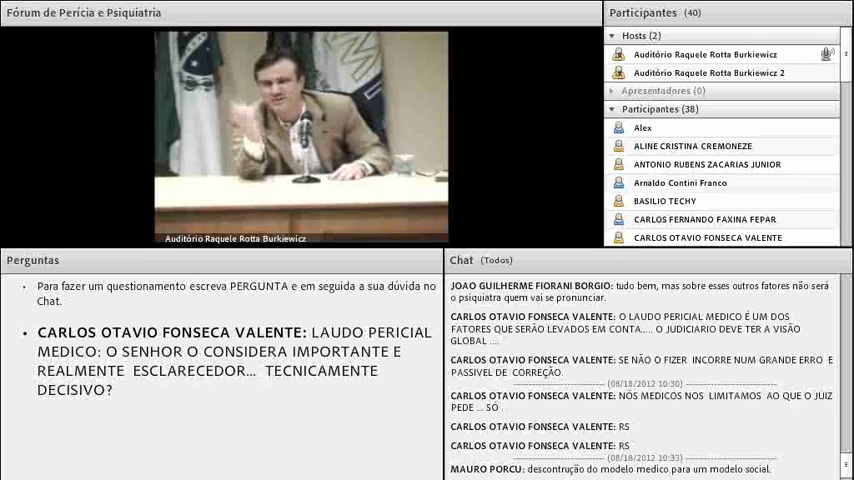 Fórum de Perícia e Psiquiatria
Auditório Raquele Rotta Burkiewicz
Participantes (40)
Hosts (2)
Auditório Raquele Rotta Burkiewicz
Auditório Raquele Rotta Burkiewicz 2
Apresentadores (0)
Participantes (38)
Alex
ALINE CRISTINA CREMONEZE
ANTONIO RUBENS ZACARIAS JUNIOR
Arnaldo Contini Franco
BASILIO TECHY
CARLOS FERNANDO FAXINA FEPAR
CARLOS OTAVIO FONSECA VALENTE
Perguntas
• Para fazer um questionamento escreva PERGUNTA e em seguida a sua dúvida no
Chat.
• CARLOS OTAVIO FONSECA VALENTE: LAUDO PERICIAL
MEDICO: O SENHOR O CONSIDERA IMPORTANTE E
REALMENTE ESCLARECEDOR... TECNICAMENTE
DECISIVO?
Chat (Todos)
JOAO GUILHERME FIORANI BORGIO: tudo bem, mas sobre esses outros fatores não será
o psiquiatra quem vai se pronunciar.
CARLOS OTAVIO FONSECA VALENTE: O LAUDO PERICIAL MEDICO É UM DOS
FATORES QUE SERÃO LEVADOS EM CONTA.... O JUDICIARIO DEVE TER A VISÃO
GLOBAL ....
CARLOS OTAVIO FONSECA VALENTE: SE NÃO O FIZER INCORRE NUM GRANDE ERRO E
PASSIVEL DE CORREÇÃO.
(08/18/2012 10:30)
CARLOS OTAVIO FONSECA VALENTE: NÓS MEDICOS NOS LIMITAMOS AO QUE O JUIZ
PEDE ... SÓ .
CARLOS OTAVIO FONSECA VALENTE: RS
CARLOS OTAVIO FONSECA VALENTE: RS
(08/18/2012 10:33)
MAURO PORCU: descontrução do modelo medico para um modelo social.